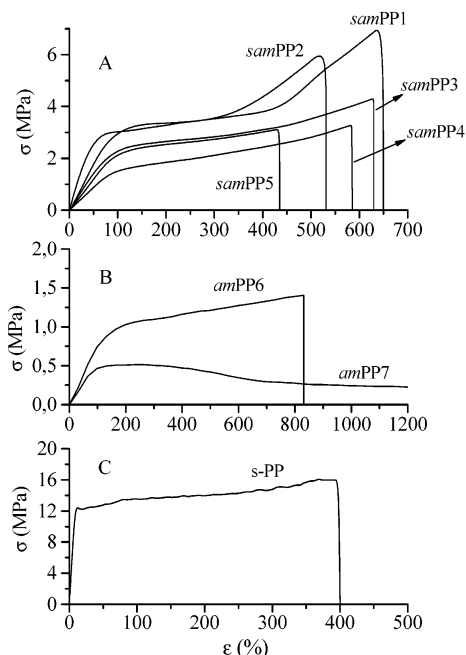 samPP1
samPP2
A
6
samPP3
σ (MPa)
4
samPP4
2
samPP5
0
0 100 200 300 400 500 600 700
2,0
B
amPP6
1,5
σ (MPa)
1,0
amPP7
0,5
0,0
0 200 400 600 800 1000 1200
20
C
s-PP
16
σ (MPa)
12
8
4
0
0 100 200 300 400 500
ε (%)